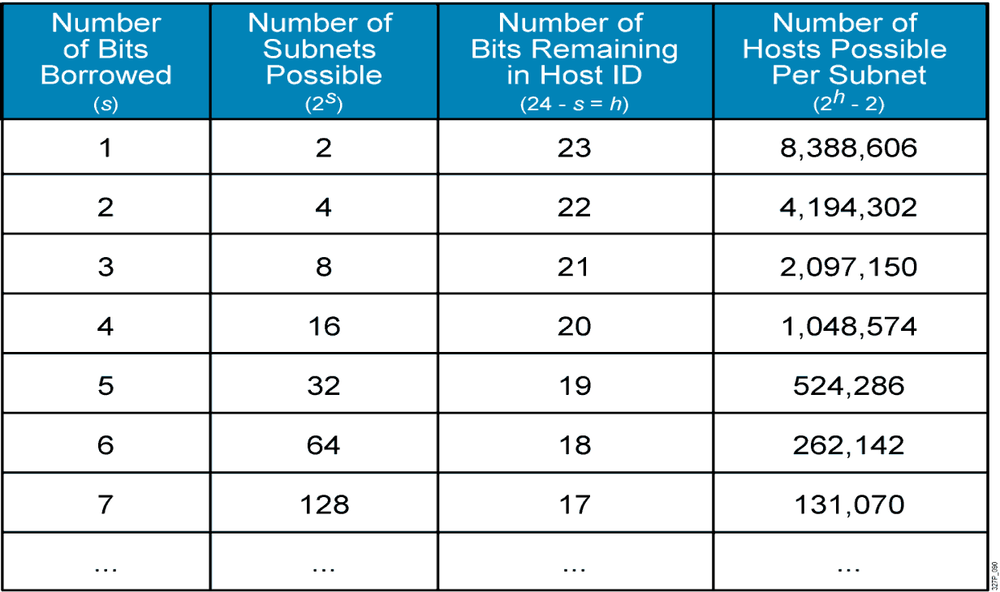 Number of Bits Borrowed (s) Number of Subnets Possible (2^s) Number of Bits Remaining in Host ID (24 - s = h) Number of Hosts Possible Per Subnet (2^h - 2)
1 2 23 8,388,606
2 4 22 4,194,302
3 8 21 2,097,150
4 16 20 1,048,574
5 32 19 524,286
6 64 18 262,142
7 128 17 131,070
... ... ... ...
327P_090